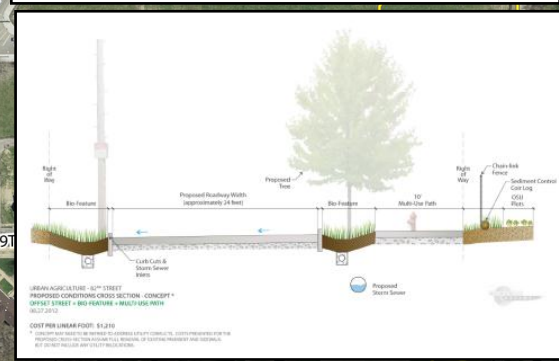 9T
Proposed
Tree
Right
of
Way
Right
of
Way
Chain-link
Fence
Sediment Control
Coir Log
OSU
Plots
Bio-Feature
Proposed Roadway Width
(approximately 24 feet)
Bio-Feature
10'
Multi-Use Path
Curb Cuts &
Storm Sewer
Inlets
Proposed
Storm Sewer
URBAN AGRICULTURE - 82ND STREET
PROPOSED CONDITIONS CROSS SECTION - CONCEPT *
OFFSET STREET + BIO-FEATURE + MULTI-USE PATH
06.27.2012
COST PER LINEAR FOOT: $1,210